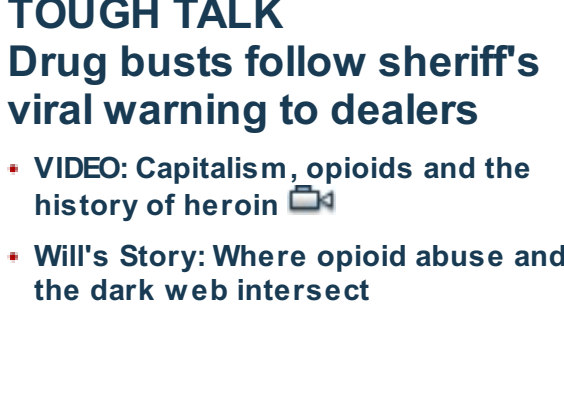 TOUGH TALK
Drug busts follow sheriff's
viral warning to dealers
VIDEO: Capitalism, opioids and the
history of heroin
Will's Story: Where opioid abuse and
the dark web intersect